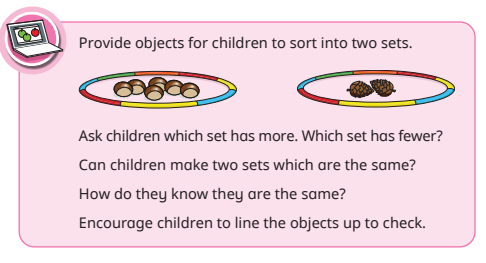 Provide objects for children to sort into two sets.
Ask children which set has more. Which set has fewer?
Can children make two sets which are the same?
How do they know they are the same?
Encourage children to line the objects up to check.